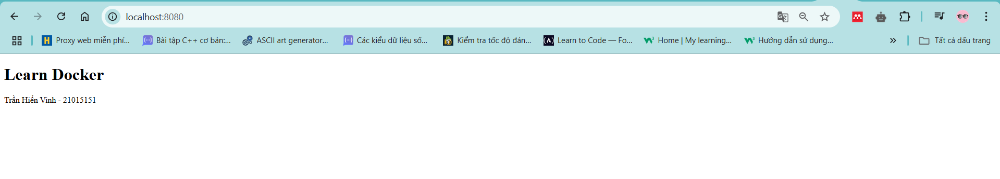 localhost:8080
Proxy web miễn phí... Bài tập C++ cơ bản:... ASCII art generator... Các kiểu dữ liệu số... Kiểm tra tốc độ đán... Learn to Code — Fo... Home | My learning... Hướng dẫn sử dụng... » Tất cả dấu trang
Learn Docker
Trần Hiển Vinh - 21015151